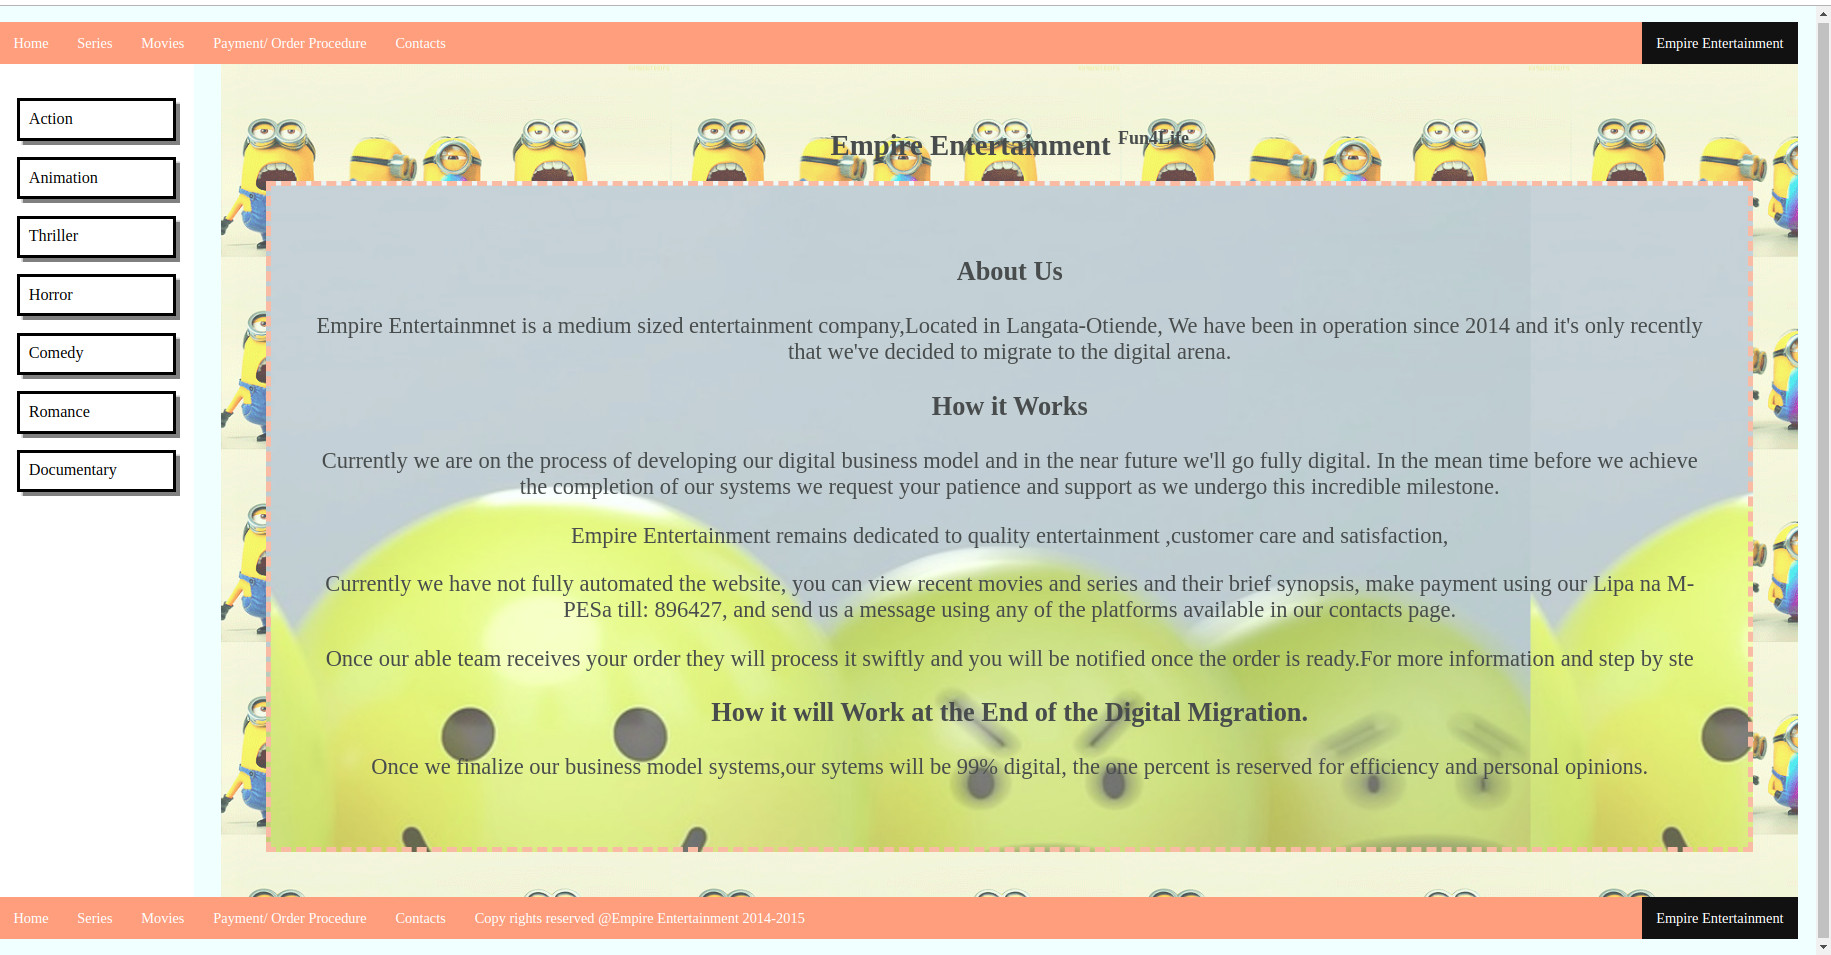 Home Series Movies Payment/ Order Procedure Contacts Empire Entertainment
Action
Animation
Thriller
Horror
Comedy
Romance
Documentary
Empire Entertainment Fun4Life
About Us
Empire Entertainmnet is a medium sized entertainment company,Located in Langata-Otiende, We have been in operation since 2014 and it's only recently
that we've decided to migrate to the digital arena.
How it Works
Currently we are on the process of developing our digital business model and in the near future we'll go fully digital. In the mean time before we achieve
the completion of our systems we request your patience and support as we undergo this incredible milestone.
Empire Entertainment remains dedicated to quality entertainment ,customer care and satisfaction,
Currently we have not fully automated the website, you can view recent movies and series and their brief synopsis, make payment using our Lipa na M-
PESa till: 896427, and send us a message using any of the platforms available in our contacts page.
Once our able team receives your order they will process it swiftly and you will be notified once the order is ready.For more information and step by ste
How it will Work at the End of the Digital Migration.
Once we finalize our business model systems,our sytems will be 99% digital, the one percent is reserved for efficiency and personal opinions.
Home Series Movies Payment/ Order Procedure Contacts Copy rights reserved @Empire Entertainment 2014-2015 Empire Entertainment